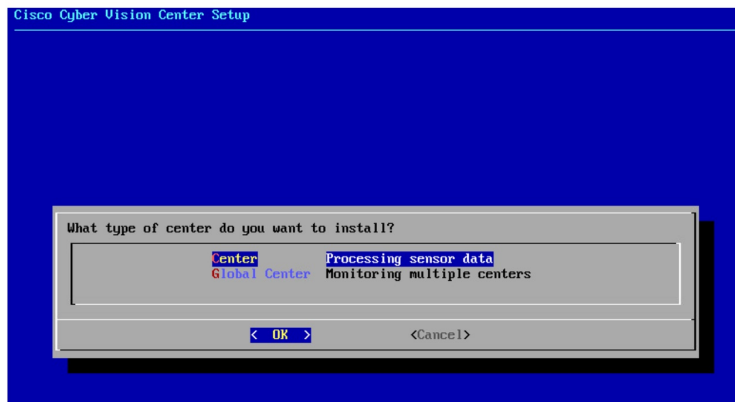 Cisco Cyber Vision Center Setup
What type of center do you want to install?
Center Processing sensor data
Global Center Monitoring multiple centers
< OK > <Cancel>